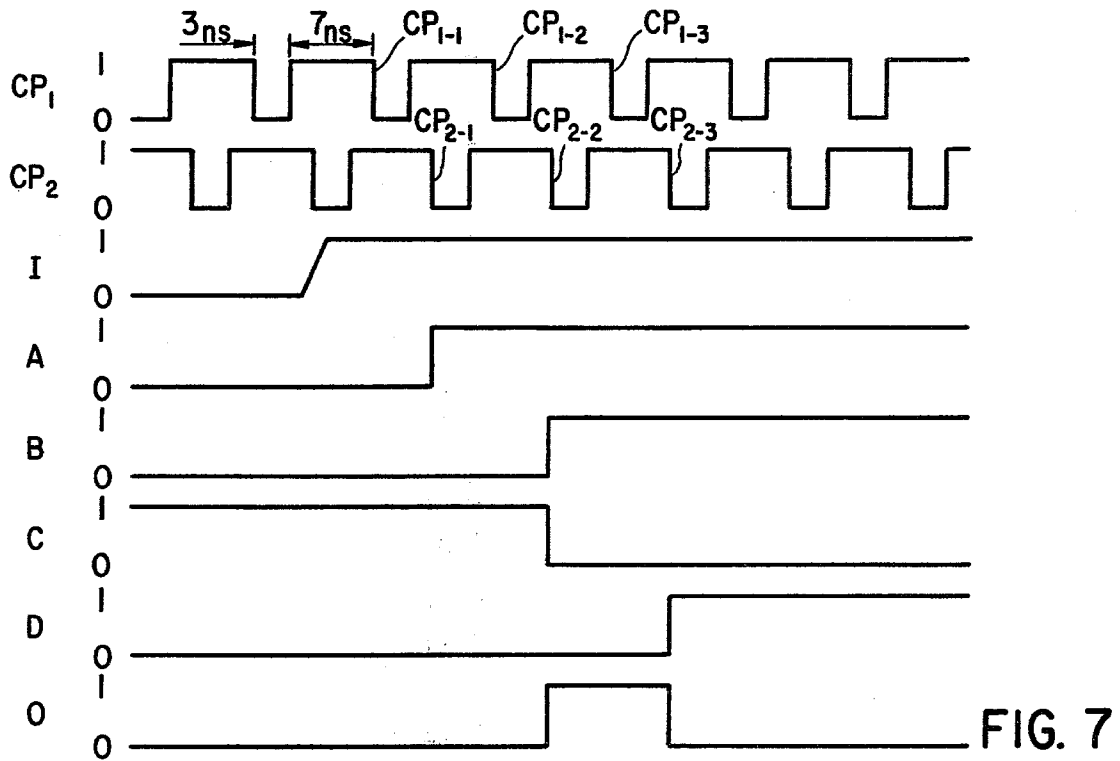 3ns 7ns CP1-1 CP1-2 CP1-3
CP1 1 0
CP2-1 CP2-2 CP2-3
CP2 1 0
I 1 0
A 1 0
B 1 0
C 1 0
D 1 0
O 1 0
FIG. 7